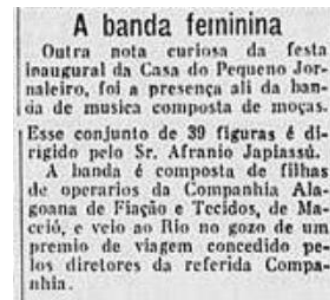 A banda feminina
Outra nota curiosa da festa
inaugural da Casa do Pequeno Jor-
naleiro, foi a presença ali da ban-
da de musica composta de moças.
Esse conjunto de 39 figuras é di-
rigido pelo Sr. Afranio Japiassú.
A banda é composta de filhas
de operarios da Companhia Ala-
goana de Fiação e Tecidos, de Ma-
ceió, e veio ao Rio no gozo de um
premio de viagem concedido pe-
los diretores da referida Compa-
nhia.